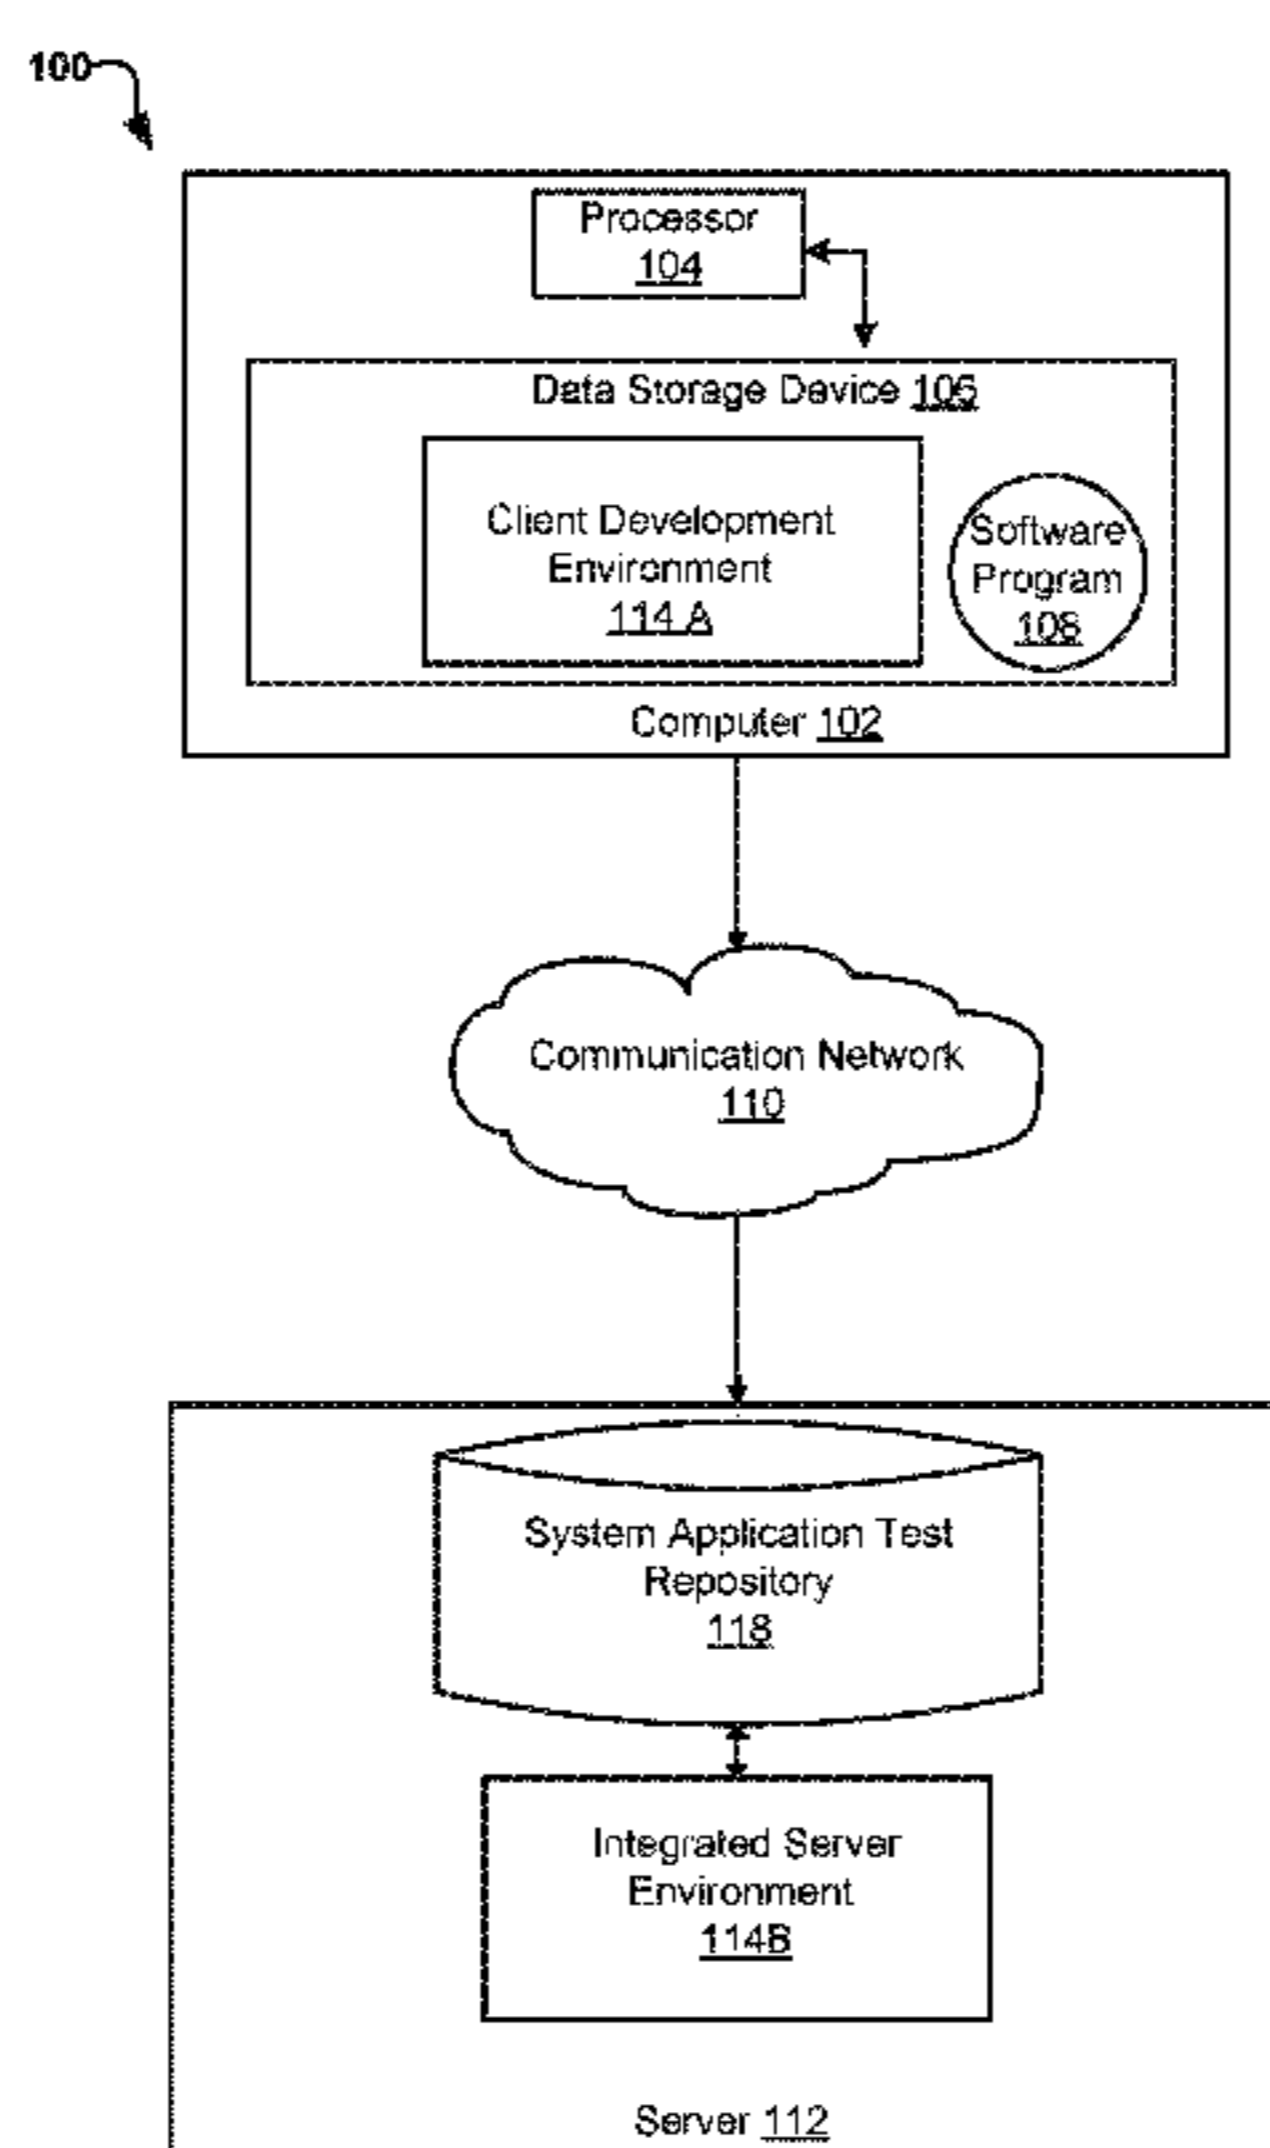 100
Processor
104
Data Storage Device 106
Client Development
Environment
114 A
Software
Program
108
Computer 102
Communication Network
110
System Application Test
Repository
118
Integrated Server
Environment
114B
Server 112